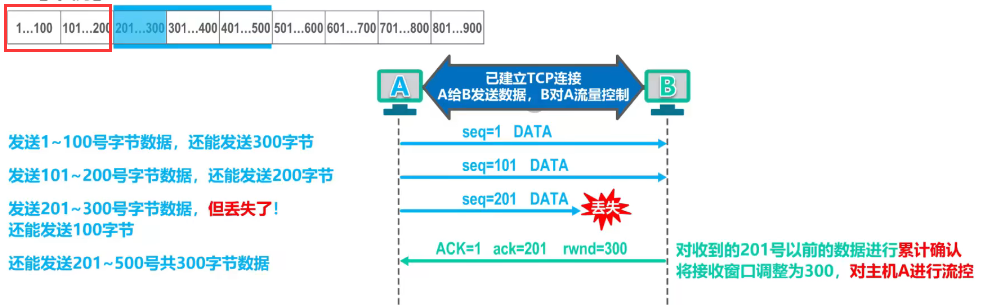 1…100 101…200 201…300 301…400 401…500 501…600 601…700 701…800 801…900
已建立TCP连接
A给B发送数据，B对A流量控制
A
B
发送1~100号字节数据，还能发送300字节
seq=1 DATA
发送101~200号字节数据，还能发送200字节
seq=101 DATA
发送201~300号字节数据，但丢失了！
还能发送100字节
seq=201 DATA
丢失
还能发送201~500号共300字节数据
ACK=1 ack=201 rwnd=300
对收到的201号以前的数据进行累计确认
将接收窗口调整为300，对主机A进行流控